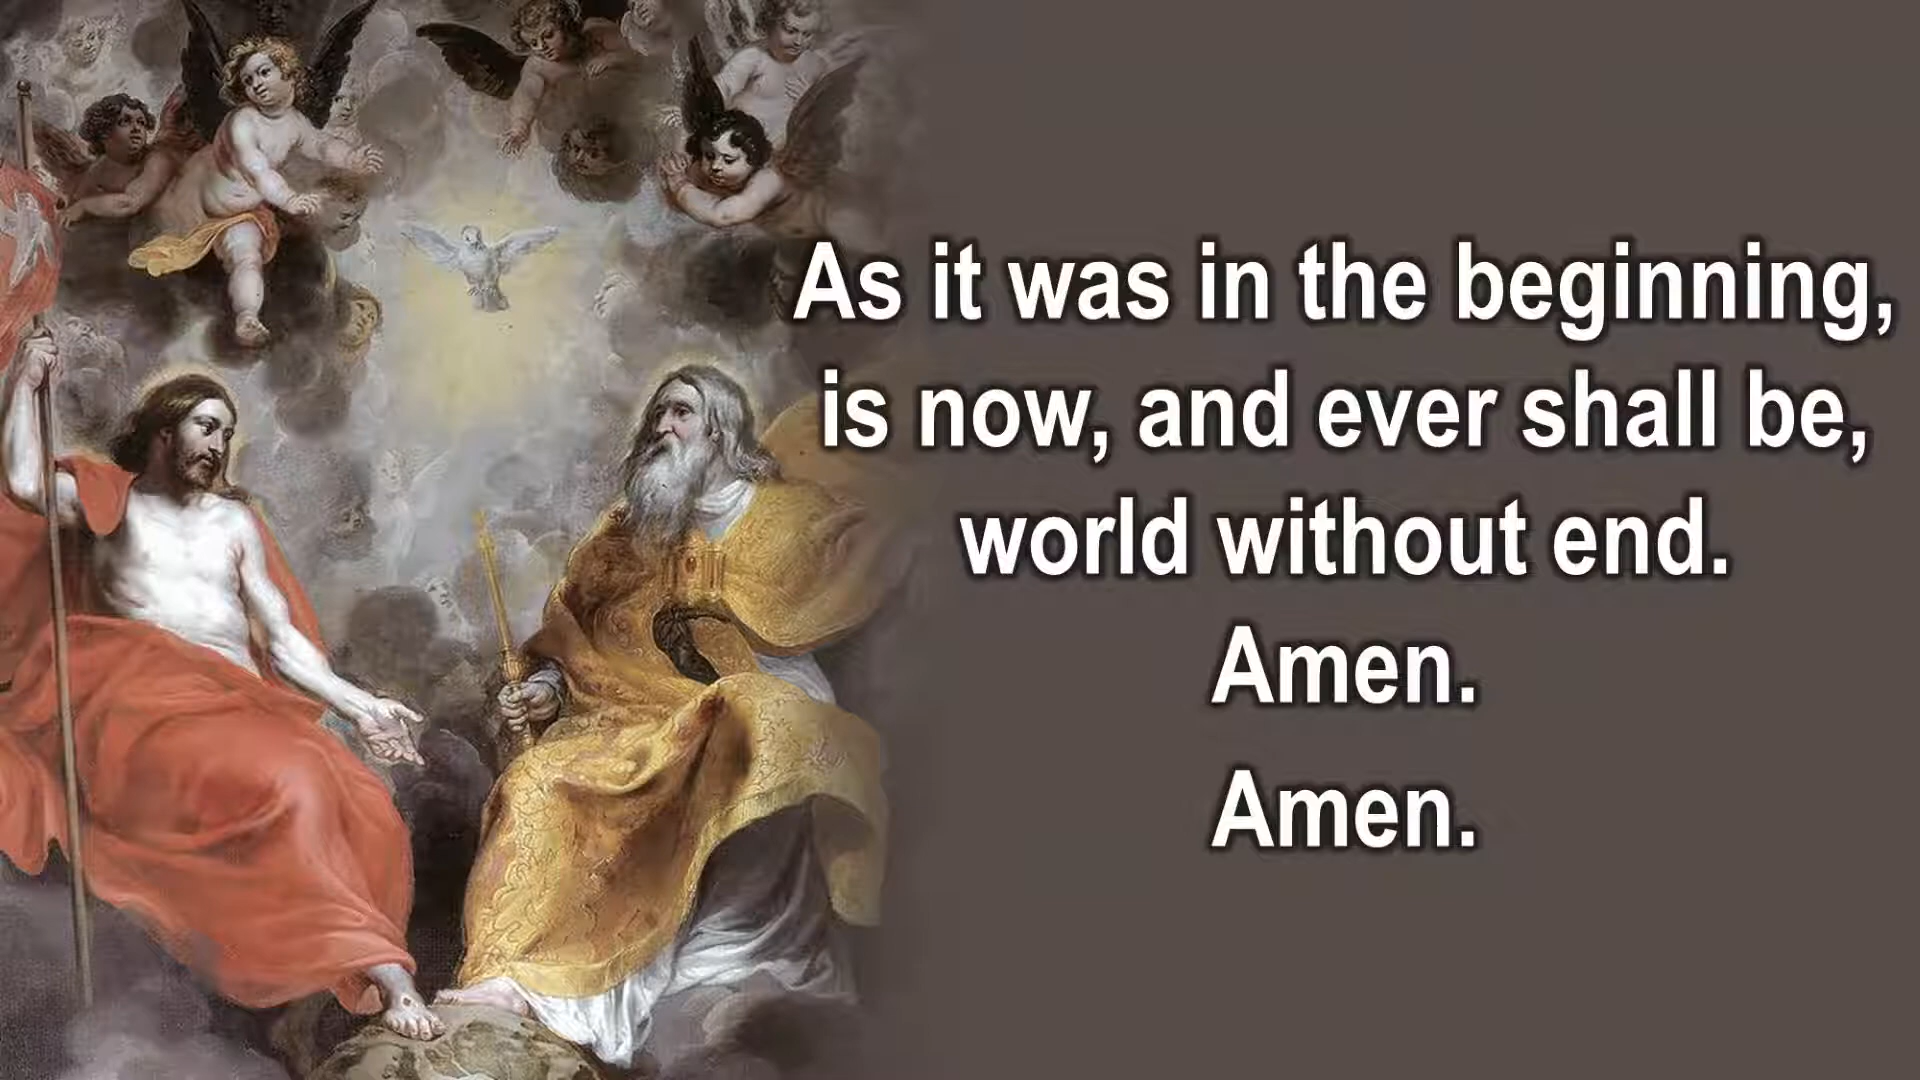 As it was in the beginning,
is now, and ever shall be,
world without end.
Amen.
Amen.